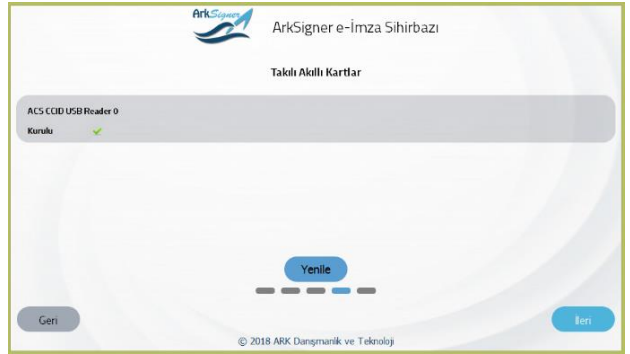 ArkSigner
ArkSigner e-İmza Sihirbazı
Takılı Akıllı Kartlar
ACS CCID USB Reader 0
Kurulu
Yenile
Geri
İleri
© 2018 ARK Danışmanlık ve Teknoloji